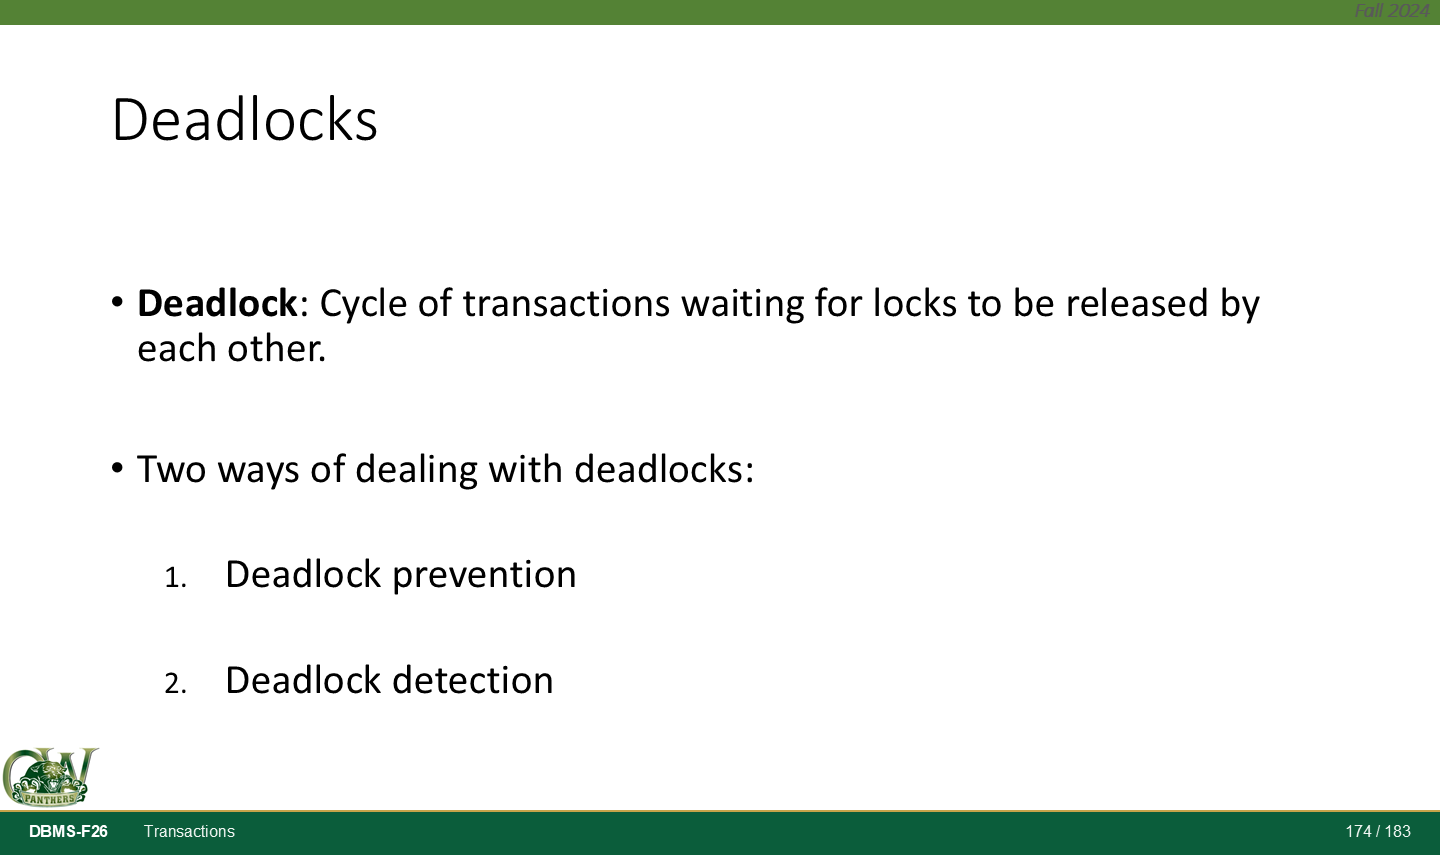 Fall 2024
Deadlocks
• Deadlock: Cycle of transactions waiting for locks to be released by
each other.
• Two ways of dealing with deadlocks:
1. Deadlock prevention
2. Deadlock detection
OW
PANTHERS
DBMS-F26 Transactions 174 / 183